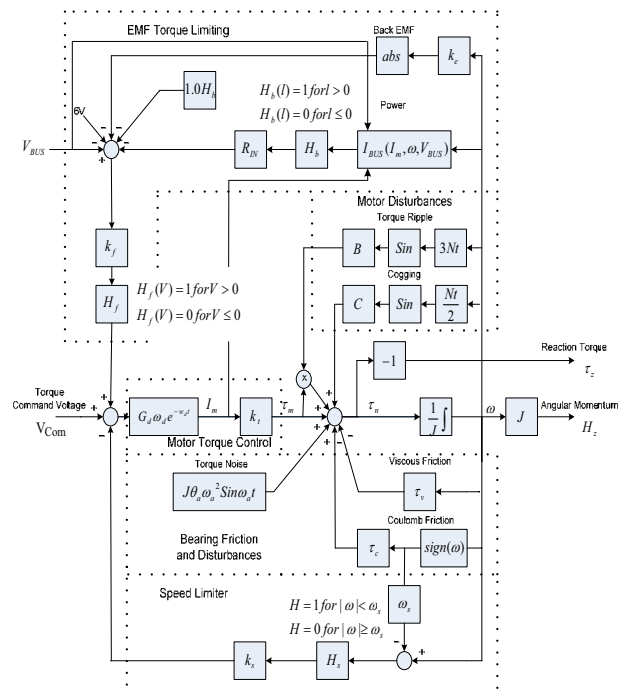 EMF Torque Limiting
Back EMF
abs
k_e
1.0H_b
6V
H_b(l) = 1 for l > 0
H_b(l) = 0 for l ≤ 0
Power
V_BUS
R_IN
H_b
I_BUS(I_m, ω, V_BUS)
Motor Disturbances
Torque Ripple
B
Sin
3Nt
Cogging
C
Sin
Nt/2
k_f
H_f
H_f(V) = 1 for V > 0
H_f(V) = 0 for V ≤ 0
x
-1
Reaction Torque
τ_z
Torque
Command Voltage
V_Com
G_d ω_d e^{-w_d t}
I_m
k_t
τ_m
τ_n
1/J ∫
ω
J
Angular Momentum
H_z
Motor Torque Control
Torque Noise
Jθ_a ω_a² Sin ω_a t
Viscous Friction
τ_v
Coulomb Friction
τ_c
sign(ω)
Bearing Friction
and Disturbances
Speed Limiter
H = 1 for | ω | < ω_s
H = 0 for | ω | ≥ ω_s
ω_s
k_s
H_s